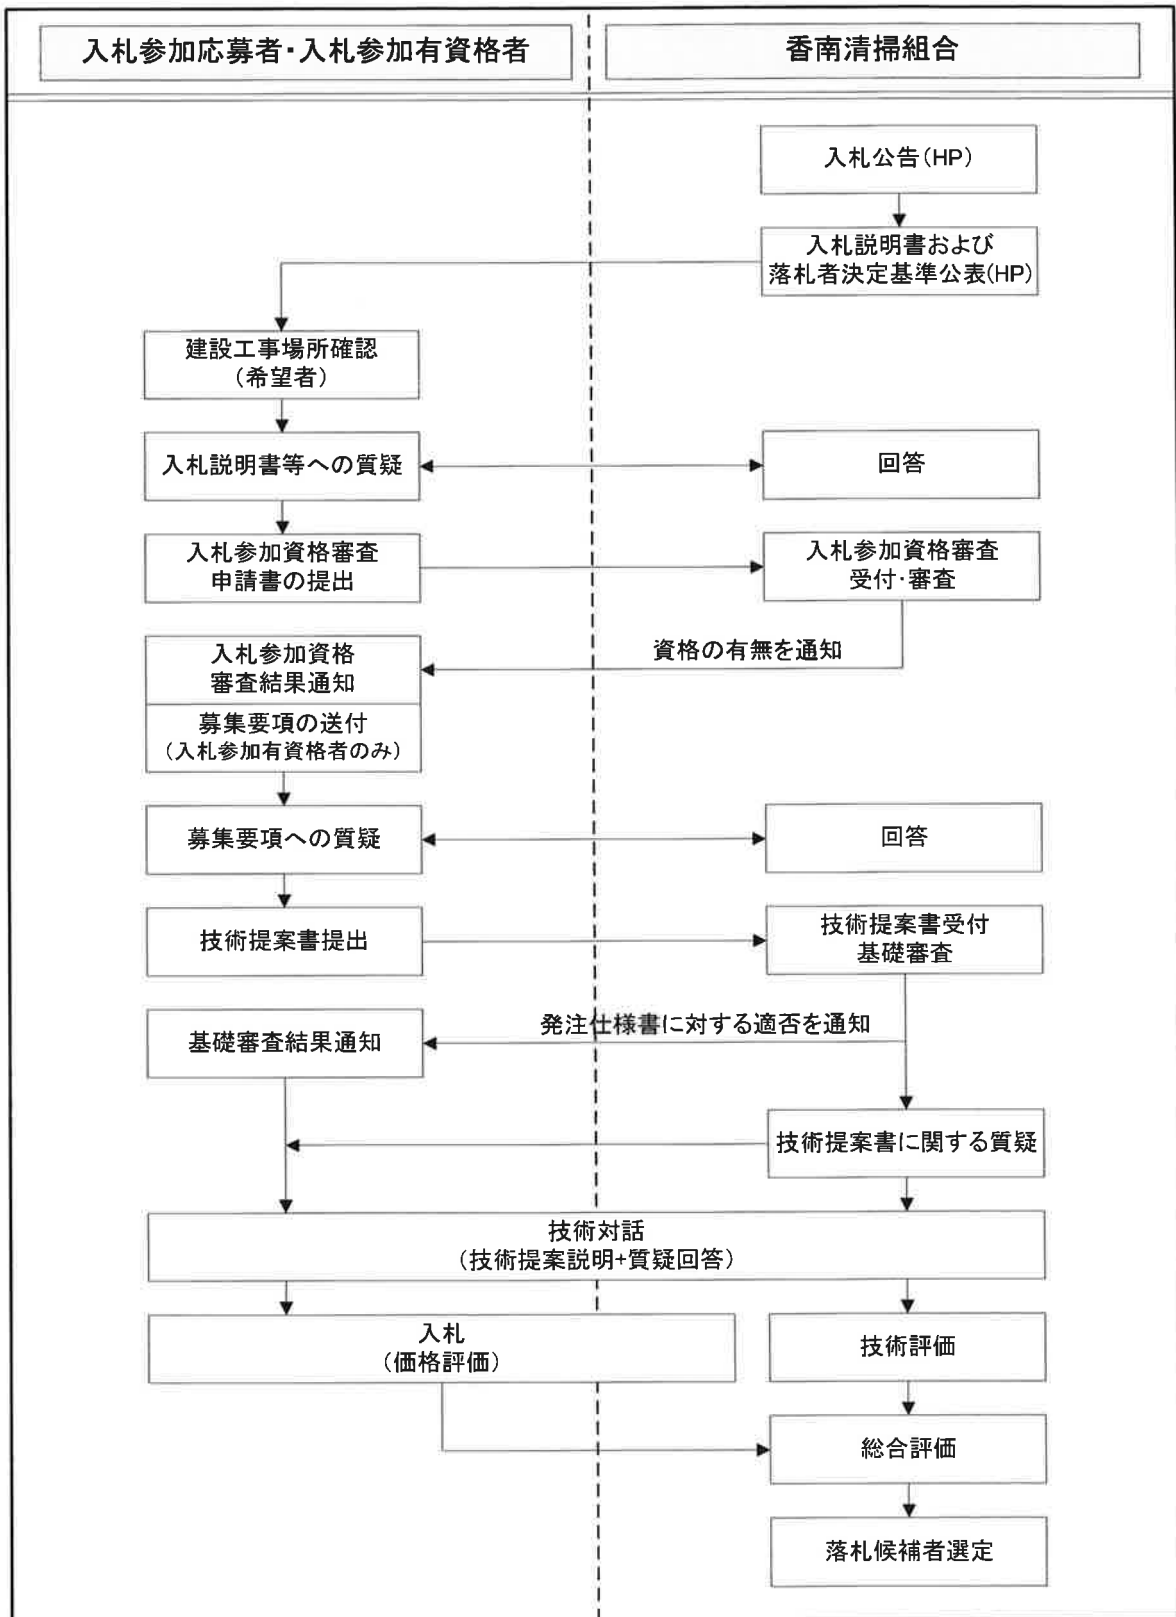 入札参加応募者・入札参加有資格者
香南清掃組合
入札公告(HP)
入札説明書および
落札者決定基準公表(HP)
建設工事場所確認
(希望者)
入札説明書等への質疑
回答
入札参加資格審査
申請書の提出
入札参加資格審査
受付・審査
資格の有無を通知
入札参加資格
審査結果通知
募集要項の送付
(入札参加有資格者のみ)
募集要項への質疑
回答
技術提案書提出
技術提案書受付
基礎審査
発注仕様書に対する適否を通知
基礎審査結果通知
技術提案書に関する質疑
技術対話
(技術提案説明+質疑回答)
入札
(価格評価)
技術評価
総合評価
落札候補者選定